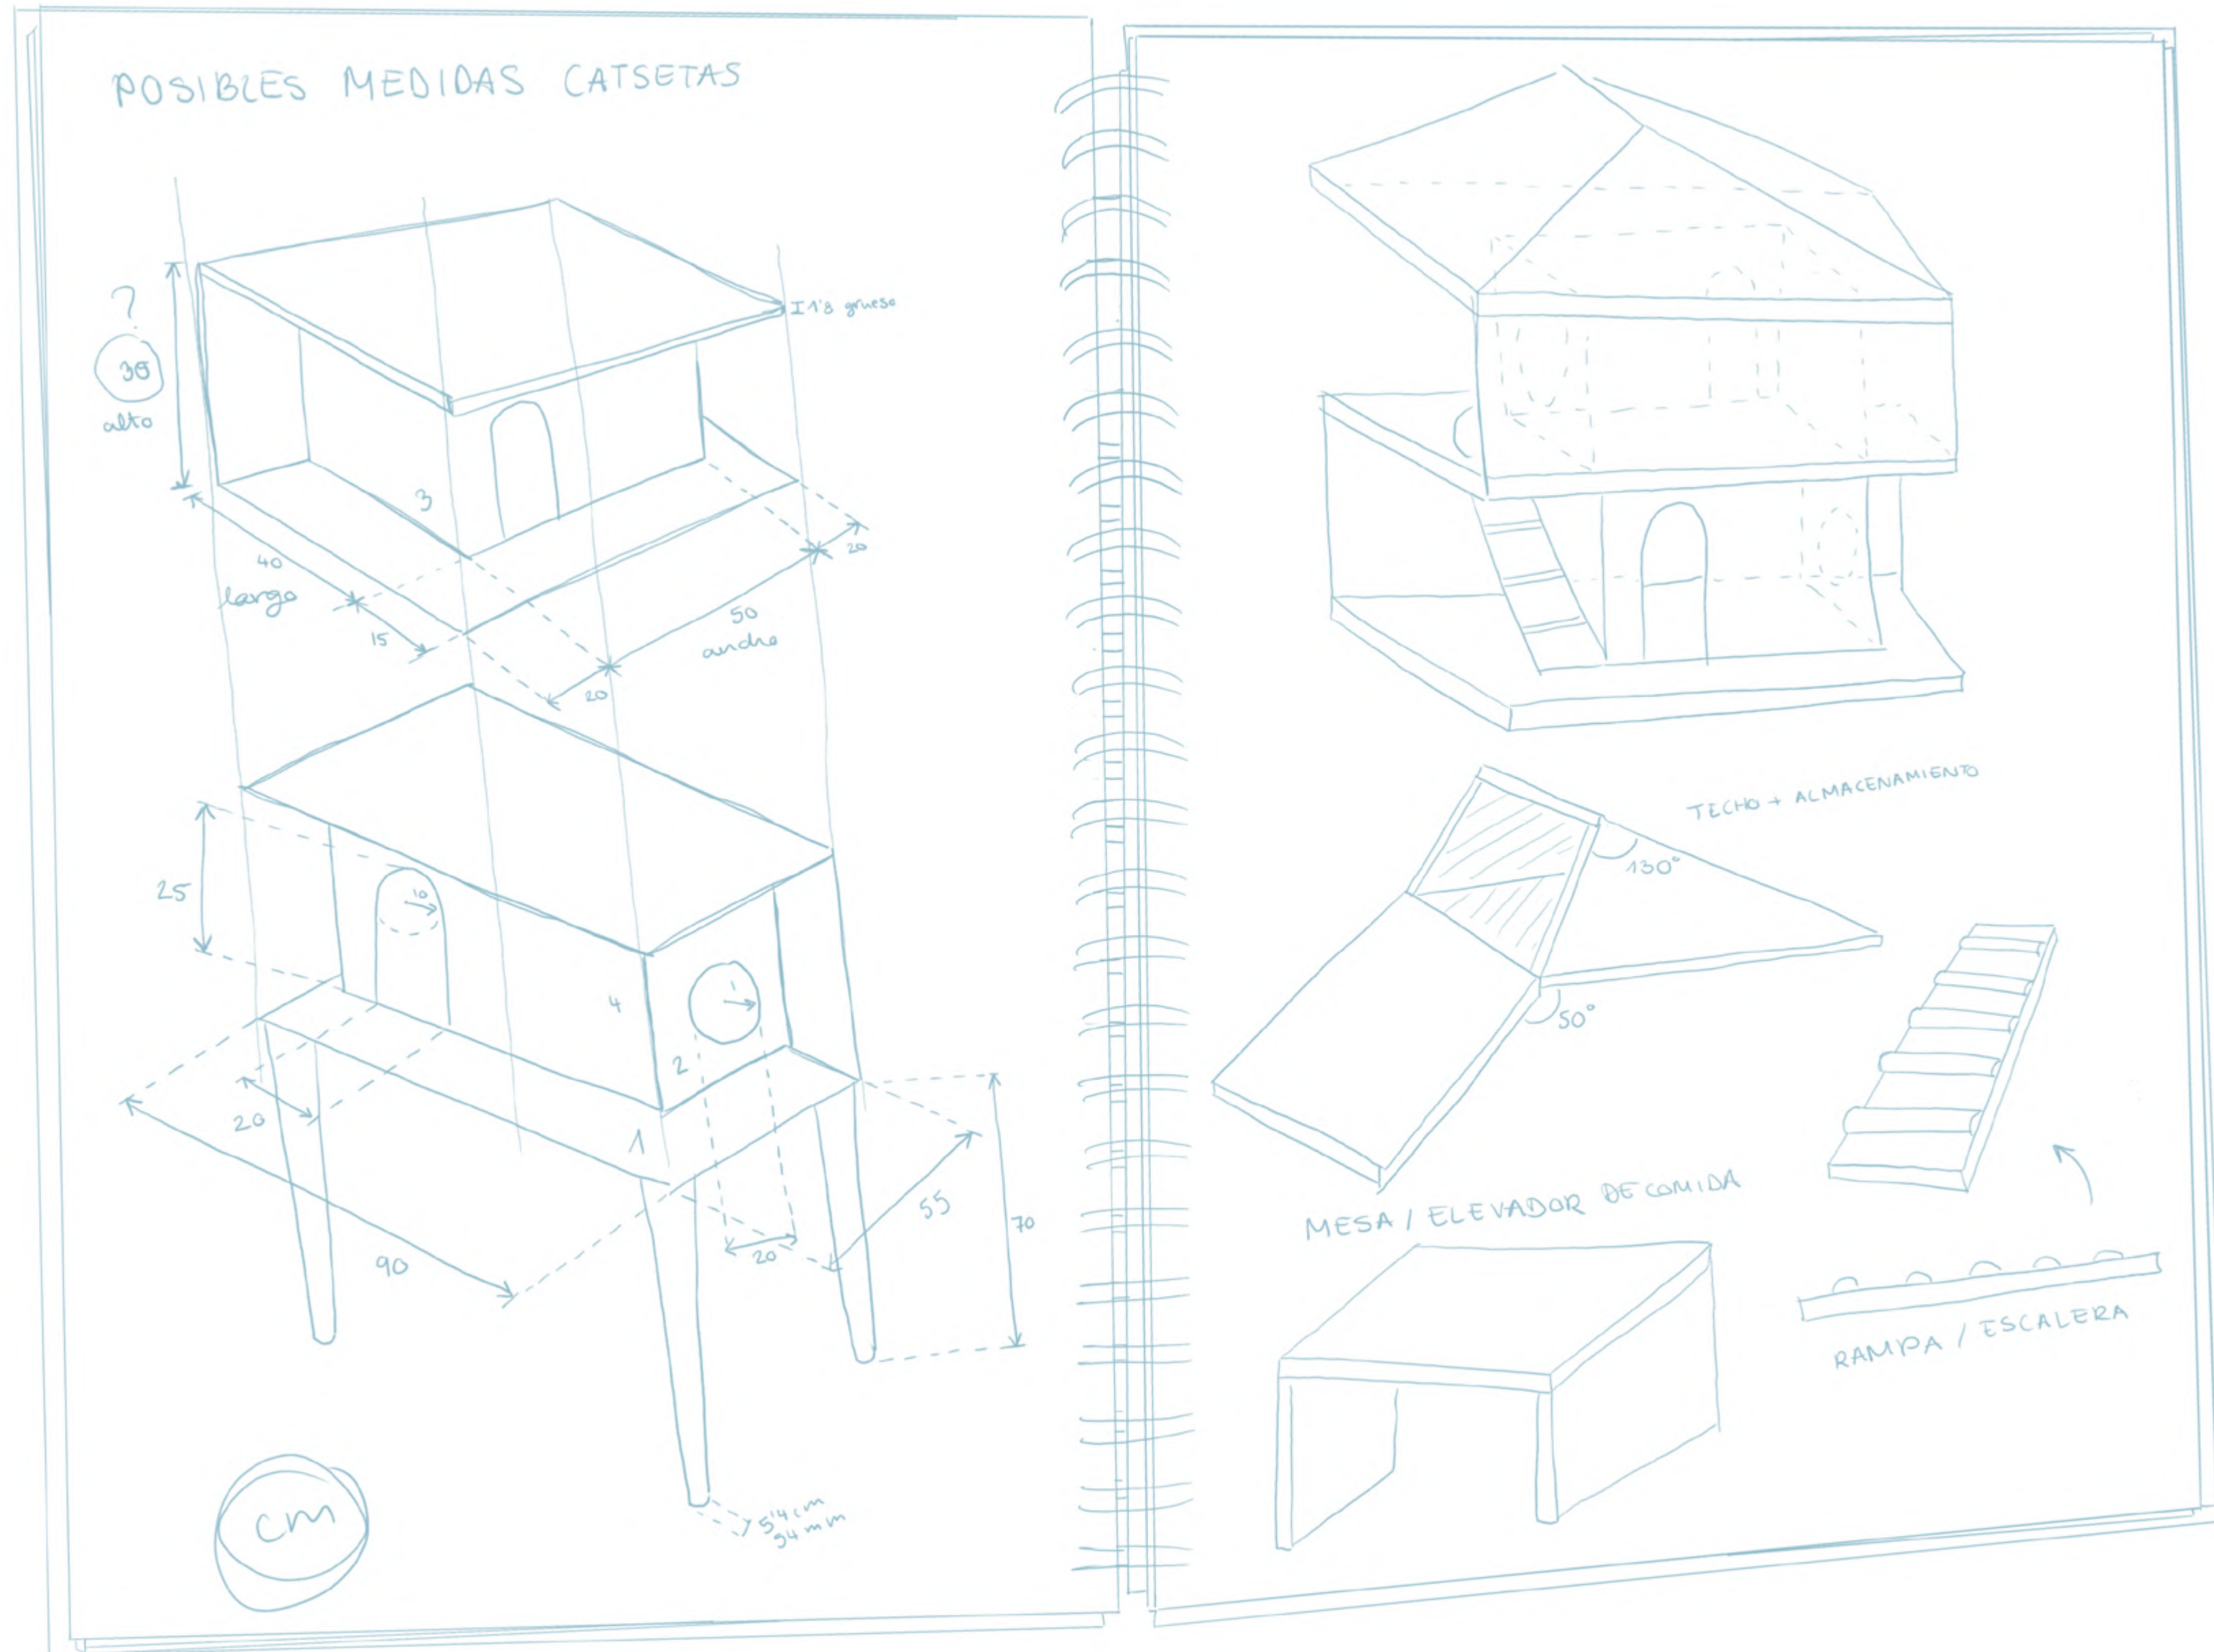 POSIBLES MEDIDAS CATSETAS
?
30
alto
I 1'8 grueso
3
40
largo
15
20
50
ancho
20
25
10
4
2
1
20
90
20
55
70
5'4 cm
54 mm
cm
TECHO + ALMACENAMIENTO
130°
50°
MESA / ELEVADOR DE COMIDA
RAMPA / ESCALERA